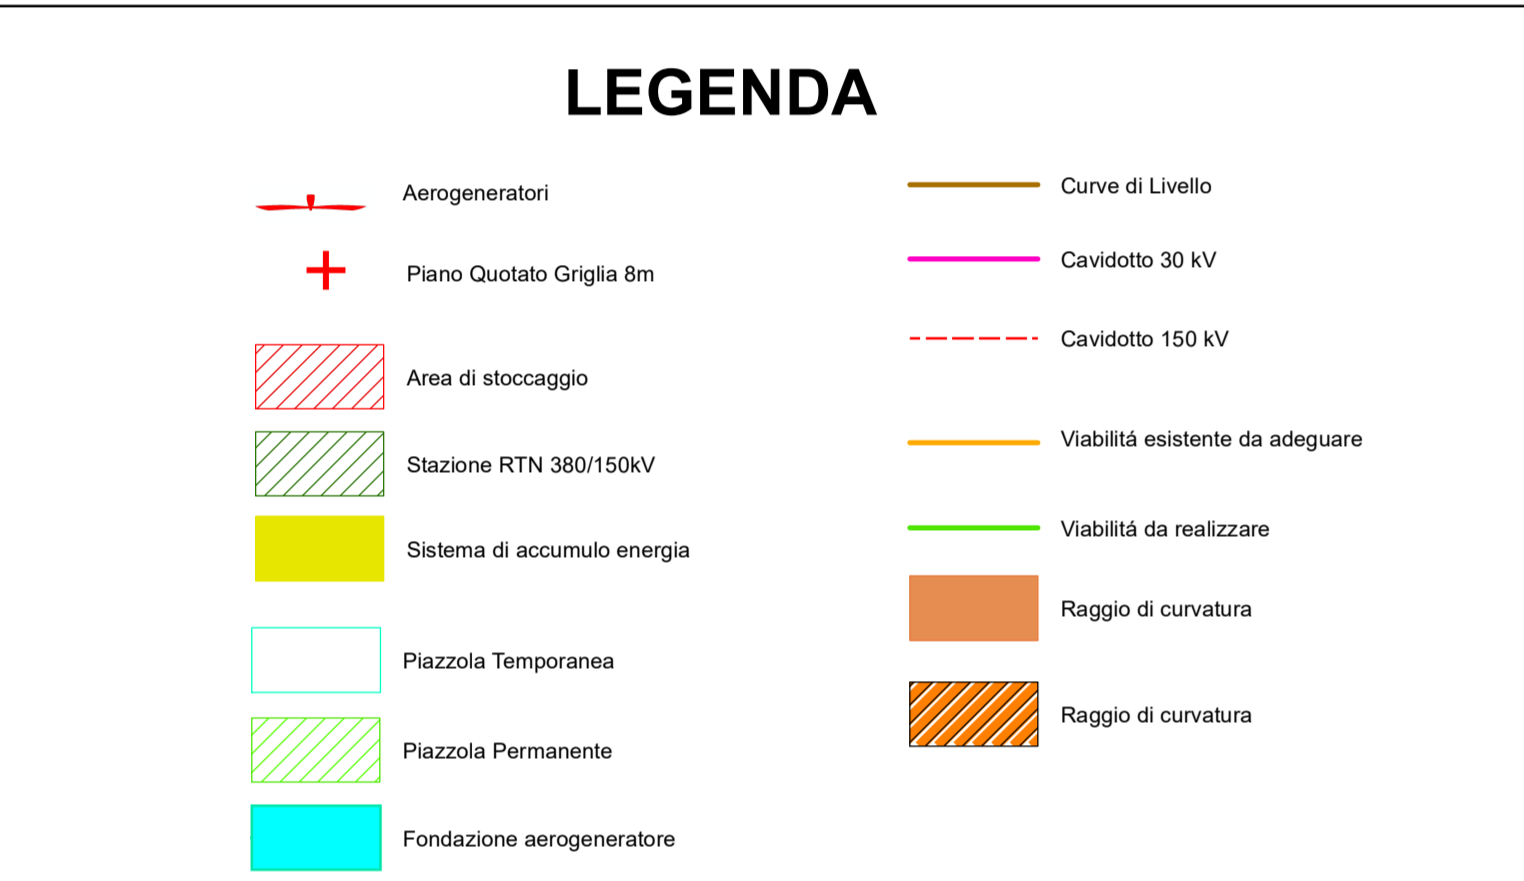 LEGENDA
Aerogeneratori
Piano Quotato Griglia 8m
Area di stoccaggio
Stazione RTN 380/150kV
Sistema di accumulo energia
Piazzola Temporanea
Piazzola Permanente
Fondazione aerogeneratore
Curve di Livello
Cavidotto 30 kV
Cavidotto 150 kV
Viabilitá esistente da adeguare
Viabilitá da realizzare
Raggio di curvatura
Raggio di curvatura